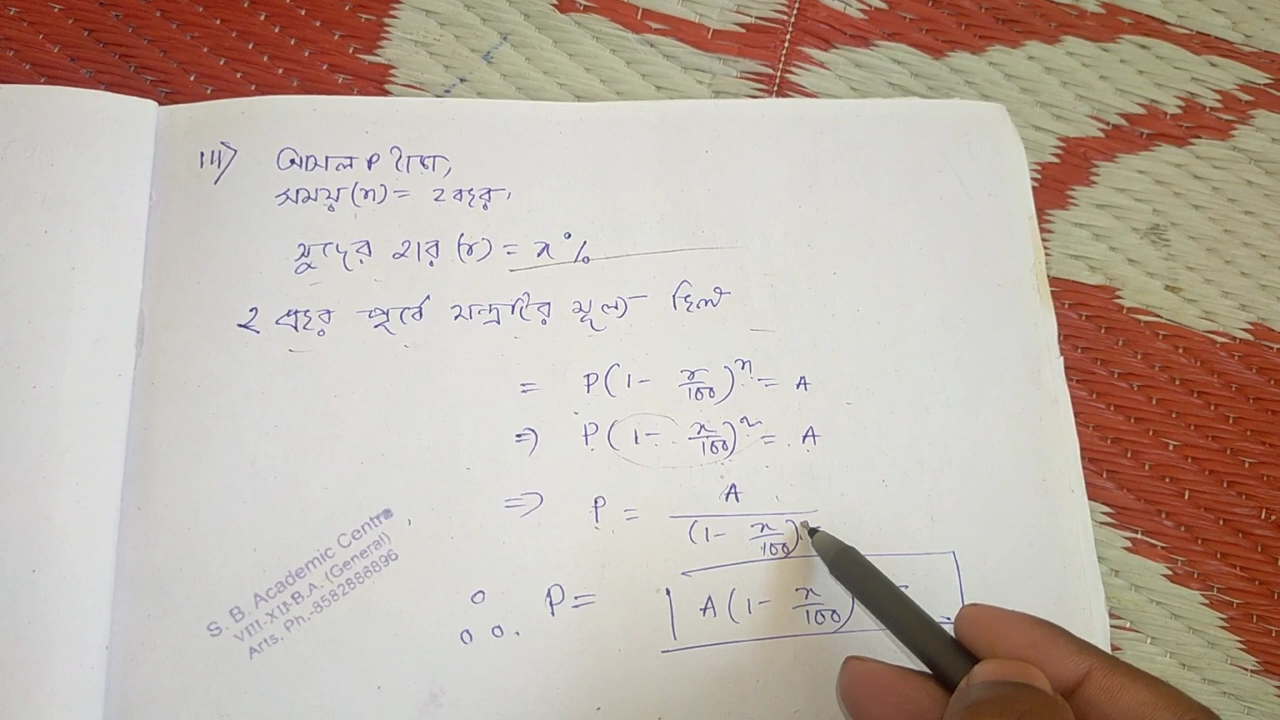 III) আসল P টাকা,
সময় (n) = 2 বছর,
সুদের হার (r) = x%
2 বছর পূর্বে যন্ত্রটির মূল্য ছিল
= P(1 - r/100)^n = A
⇒ P(1 - x/100)^2 = A
⇒ P = A/(1 - x/100)
∴ P = A(1 - x/100)
S. B. Academic Centre
VIII-XII-B.A. (General)
Arts, Ph.-8582886896